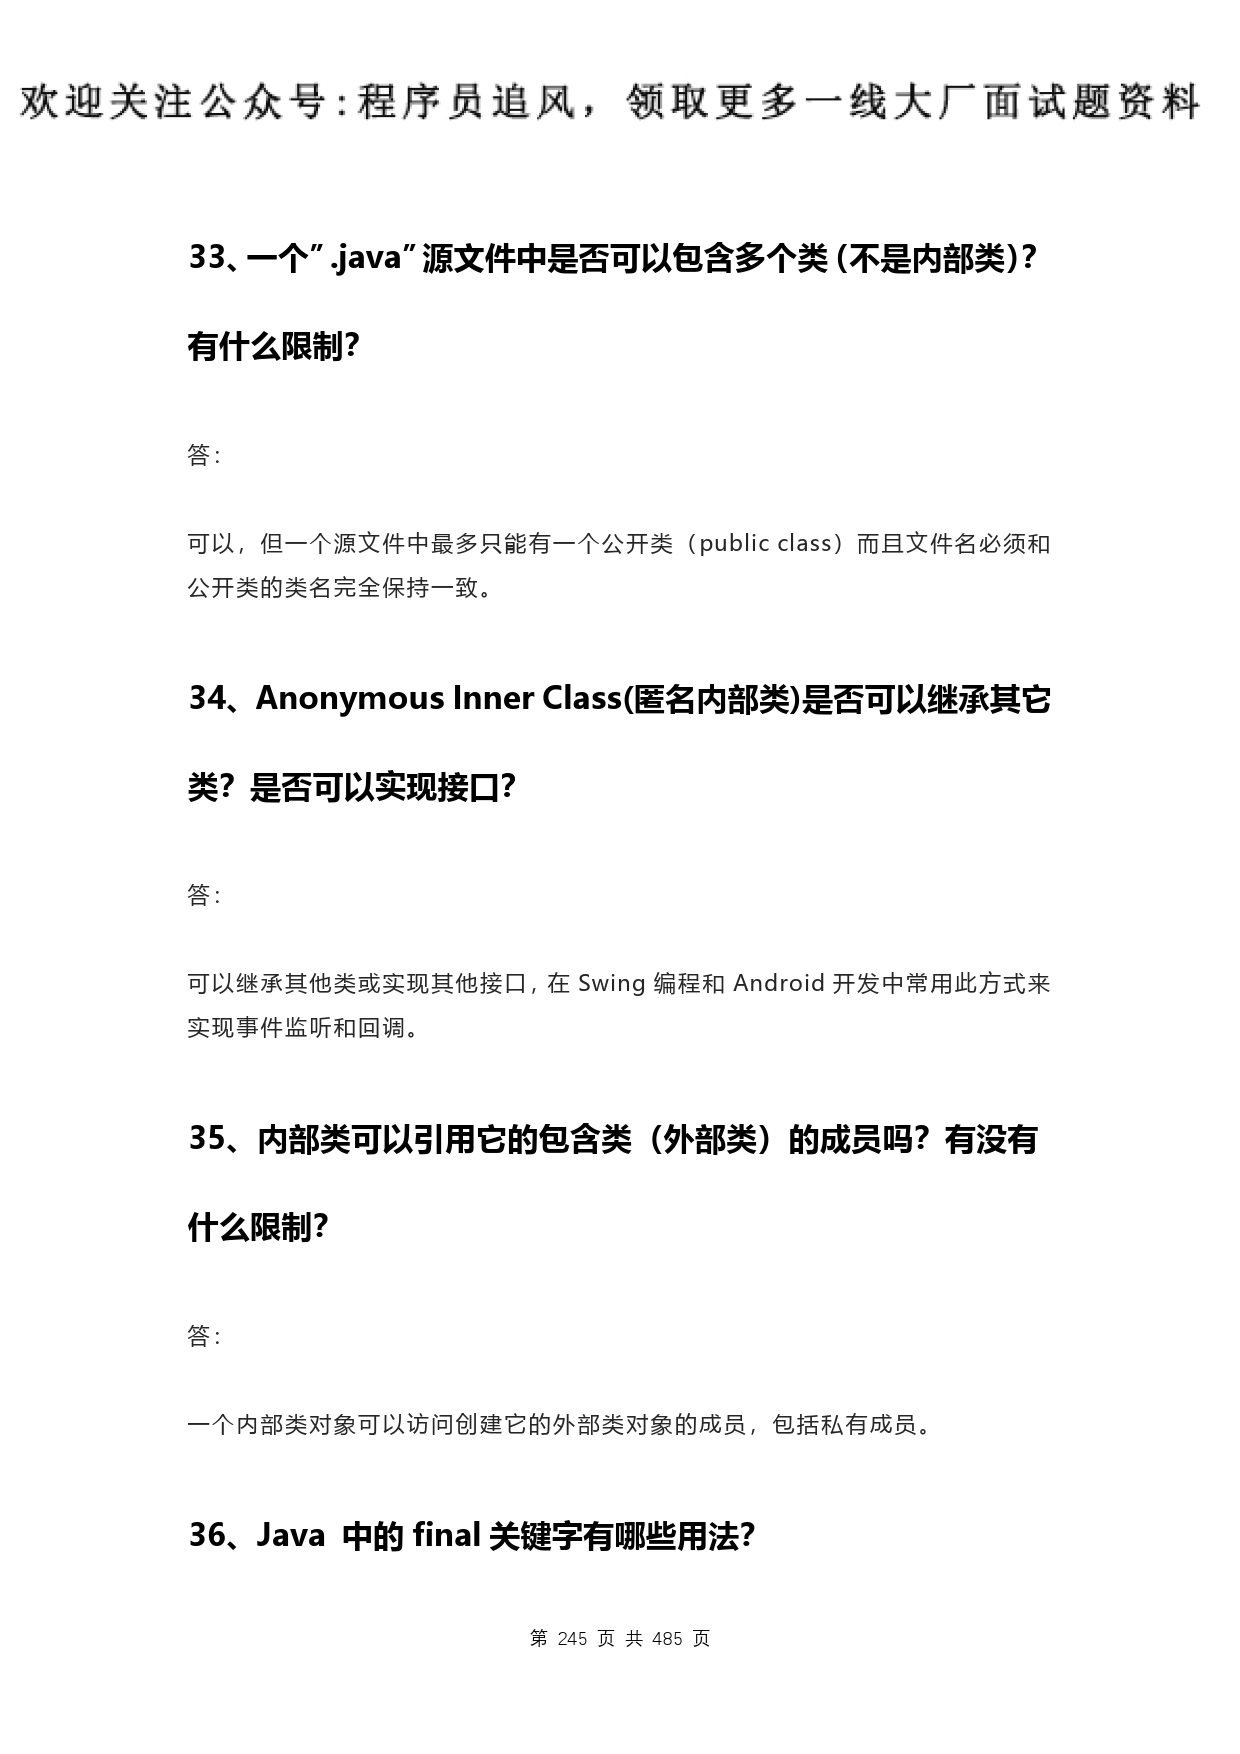 欢迎关注公众号:程序员追风，领取更多一线大厂面试题资料
33、一个”.java”源文件中是否可以包含多个类（不是内部类）？
有什么限制？
答：
可以，但一个源文件中最多只能有一个公开类（public class）而且文件名必须和
公开类的类名完全保持一致。
34、Anonymous Inner Class(匿名内部类)是否可以继承其它
类？是否可以实现接口？
答：
可以继承其他类或实现其他接口，在 Swing 编程和 Android 开发中常用此方式来
实现事件监听和回调。
35、内部类可以引用它的包含类（外部类）的成员吗？有没有
什么限制？
答：
一个内部类对象可以访问创建它的外部类对象的成员，包括私有成员。
36、Java 中的 final 关键字有哪些用法？
第 245 页 共 485 页